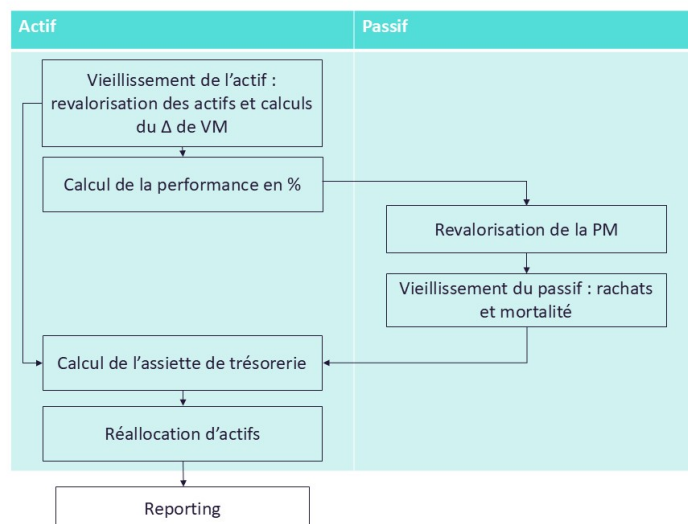 Actif
Passif
Vieillissement de l’actif :
revalorisation des actifs et calculs
du Δ de VM
Calcul de la performance en %
Revalorisation de la PM
Vieillissement du passif : rachats
et mortalité
Calcul de l’assiette de trésorerie
Réallocation d’actifs
Reporting